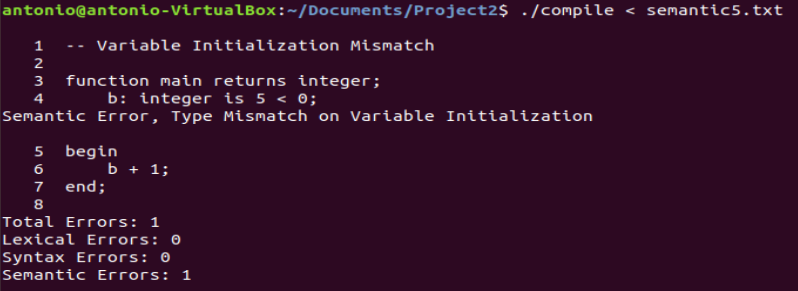 antonio@antonio-VirtualBox:~/Documents/Project2$ ./compile < semantic5.txt
1 -- Variable Initialization Mismatch
2
3 function main returns integer;
4 b: integer is 5 < 0;
Semantic Error, Type Mismatch on Variable Initialization
5 begin
6 b + 1;
7 end;
8
Total Errors: 1
Lexical Errors: 0
Syntax Errors: 0
Semantic Errors: 1